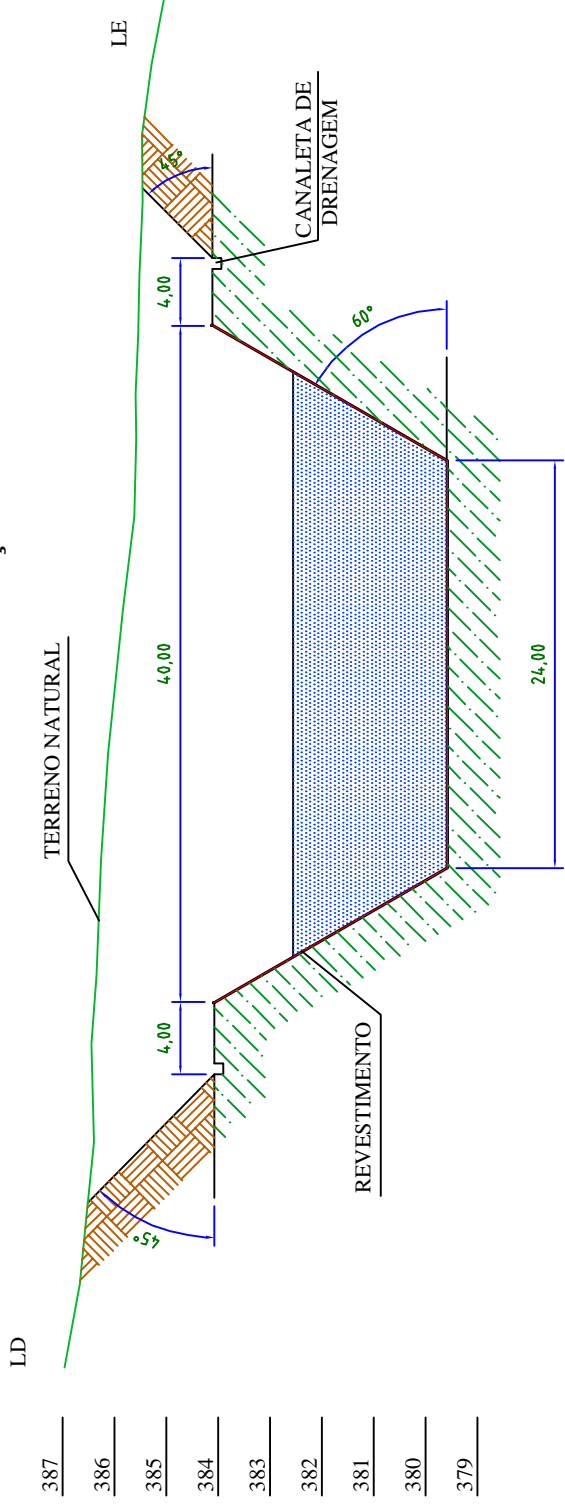 LD
LE
TERRENO NATURAL
45°
4,00
40,00
4,00
45°
CANALETA DE
DRENAGEM
60°
REVESTIMENTO
24,00
387
386
385
384
383
382
381
380
379